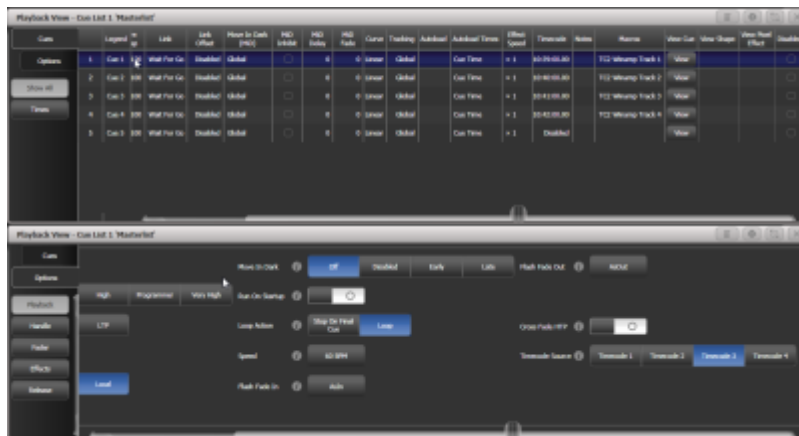 Playback View - Cue List 1 'Masterlist'
Cues Legend Link Link Offset Move In Dark (MID) MID Inhibit MID Delay MID Fade Curve Tracking Autoload Autoload Times Effect Speed Timecode Notes Macros View Cue View Shape View Pixel Effect Disable
Options
Show All
Times
1 Cue 1 100 Wait For Go Disabled Global 0 0 Linear Global Cue Time × 1 TC2 Winamp Track 1 View
2 Cue 2 100 Wait For Go Disabled Global 0 0 Linear Global Cue Time × 1 10:40:00.00 TC2 Winamp Track 2 View
3 Cue 3 100 Wait For Go Disabled Global 0 0 Linear Global Cue Time × 1 10:41:00.00 TC2 Winamp Track 3 View
4 Cue 4 100 Wait For Go Disabled Global 0 0 Linear Global Cue Time × 1 10:42:00.00 TC2 Winamp Track 4 View
5 Cue 5 100 Wait For Go Disabled Global 0 0 Linear Global Cue Time × 1 Disabled View
Playback View - Cue List 1 'Masterlist'
Cues
Options
Playback
Handle
Fader
Effects
Release
Move In Dark Off Disabled Early Late Flash Fade Out
High Programmer Very High Run On Startup
LTP Loop Action Stop On Final Cue Loop Cross Fade HTP
Speed 60 BPM Timecode Source Timecode 1 Timecode 2 Timecode 3 Timecode 4
Local Flash Fade In